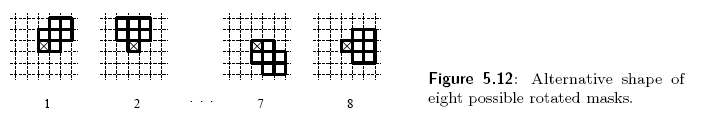 1 2 . . . 7 8
Figure 5.12: Alternative shape of
eight possible rotated masks.